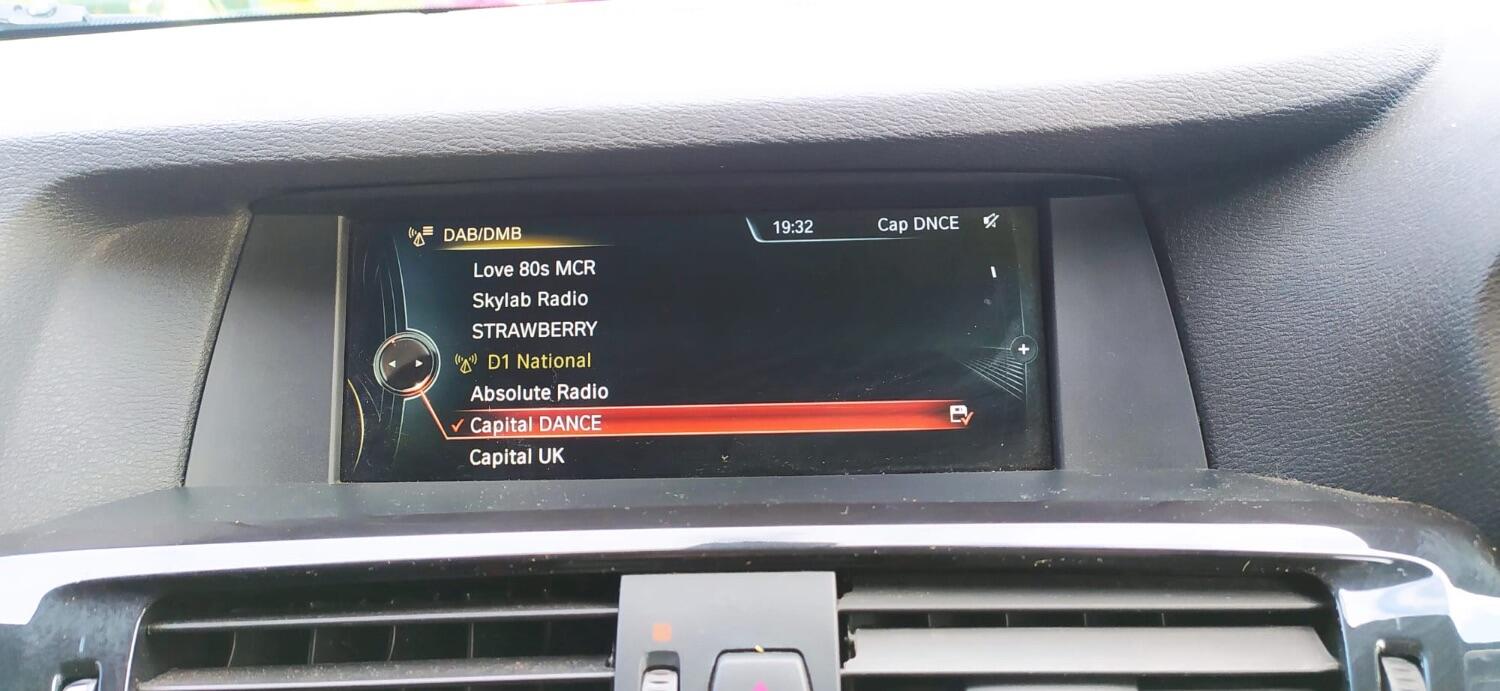 DAB/DMB
19:32
Cap DNCE
Love 80s MCR
Skylab Radio
STRAWBERRY
D1 National
Absolute Radio
Capital DANCE
Capital UK